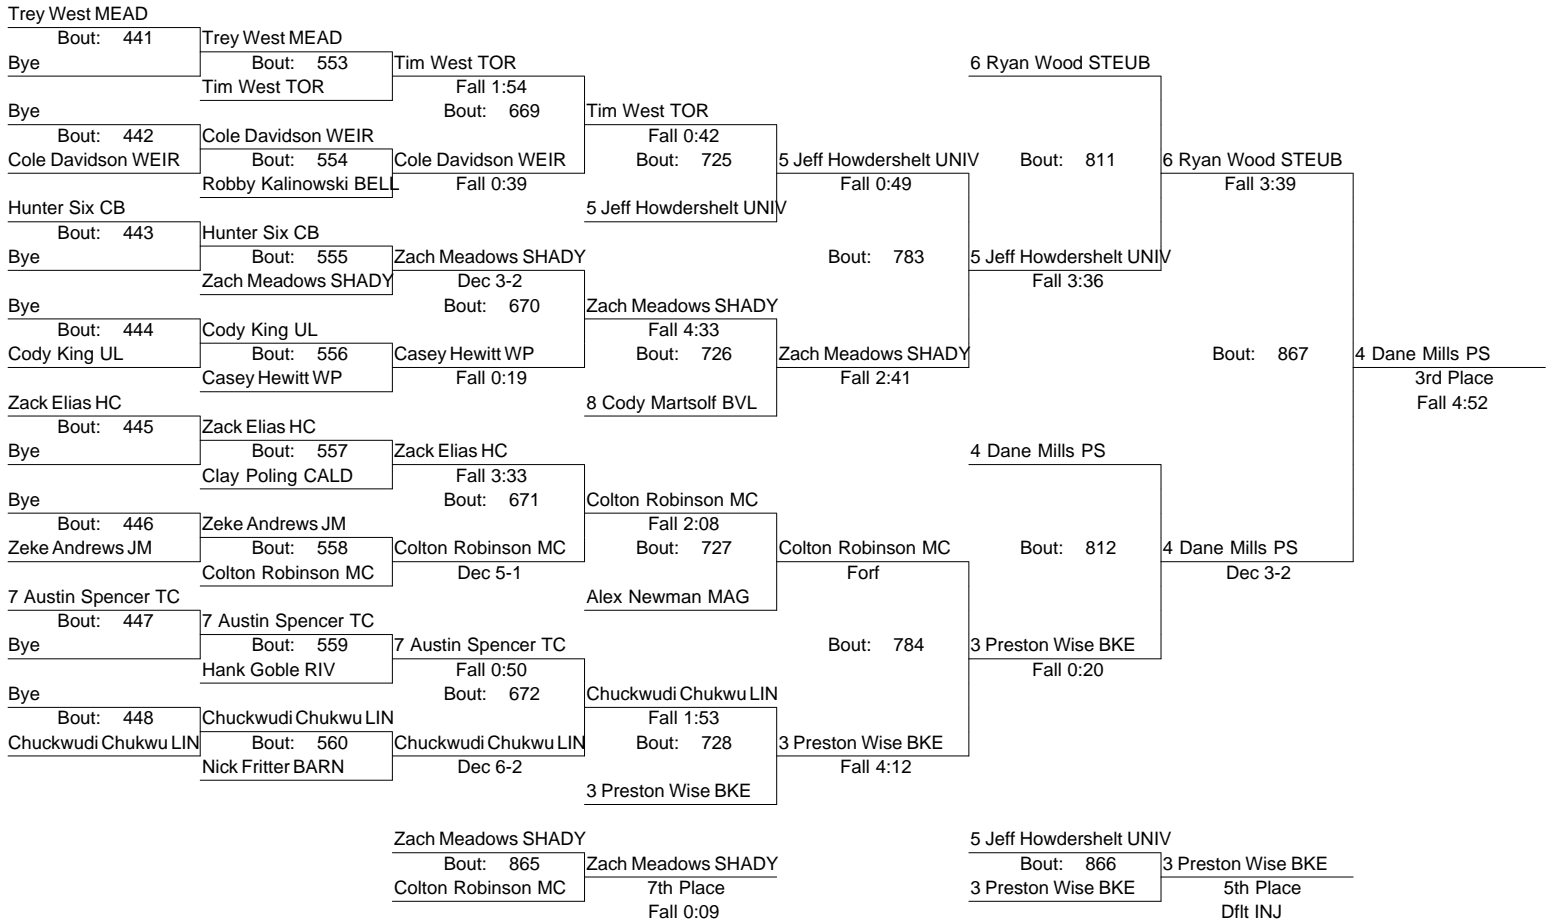 Trey West MEAD
Bout: 441
Bye
Bye
Bout: 442
Cole Davidson WEIR
Hunter Six CB
Bout: 443
Bye
Bye
Bout: 444
Cody King UL
Zack Elias HC
Bout: 445
Bye
Bye
Bout: 446
Zeke Andrews JM
7 Austin Spencer TC
Bout: 447
Bye
Bye
Bout: 448
Chuckwudi Chukwu LIN
Trey West MEAD
Bout: 553
Tim West TOR
Cole Davidson WEIR
Bout: 554
Robby Kalinowski BELL
Hunter Six CB
Bout: 555
Zach Meadows SHADY
Cody King UL
Bout: 556
Casey Hewitt WP
Zack Elias HC
Bout: 557
Clay Poling CALD
Zeke Andrews JM
Bout: 558
Colton Robinson MC
7 Austin Spencer TC
Bout: 559
Hank Goble RIV
Chuckwudi Chukwu LIN
Bout: 560
Nick Fritter BARN
Tim West TOR
Fall 1:54
Bout: 669
Cole Davidson WEIR
Fall 0:39
Zach Meadows SHADY
Dec 3-2
Bout: 670
Casey Hewitt WP
Fall 0:19
Zack Elias HC
Fall 3:33
Bout: 671
Colton Robinson MC
Dec 5-1
7 Austin Spencer TC
Fall 0:50
Bout: 672
Chuckwudi Chukwu LIN
Dec 6-2
Tim West TOR
Fall 0:42
Bout: 725
5 Jeff Howdershelt UNIV
Zach Meadows SHADY
Fall 4:33
Bout: 726
8 Cody Martsolf BVL
Colton Robinson MC
Fall 2:08
Bout: 727
Alex Newman MAG
Chuckwudi Chukwu LIN
Fall 1:53
Bout: 728
3 Preston Wise BKE
5 Jeff Howdershelt UNIV
Fall 0:49
Bout: 783
Zach Meadows SHADY
Fall 2:41
Colton Robinson MC
Forf
Bout: 784
3 Preston Wise BKE
Fall 4:12
6 Ryan Wood STEUB
Bout: 811
5 Jeff Howdershelt UNIV
Fall 3:36
4 Dane Mills PS
Bout: 812
3 Preston Wise BKE
Fall 0:20
6 Ryan Wood STEUB
Fall 3:39
Bout: 867
4 Dane Mills PS
Dec 3-2
4 Dane Mills PS
3rd Place
Fall 4:52
Zach Meadows SHADY
Bout: 865
Colton Robinson MC
Zach Meadows SHADY
7th Place
Fall 0:09
5 Jeff Howdershelt UNIV
Bout: 866
3 Preston Wise BKE
3 Preston Wise BKE
5th Place
Dflt INJ